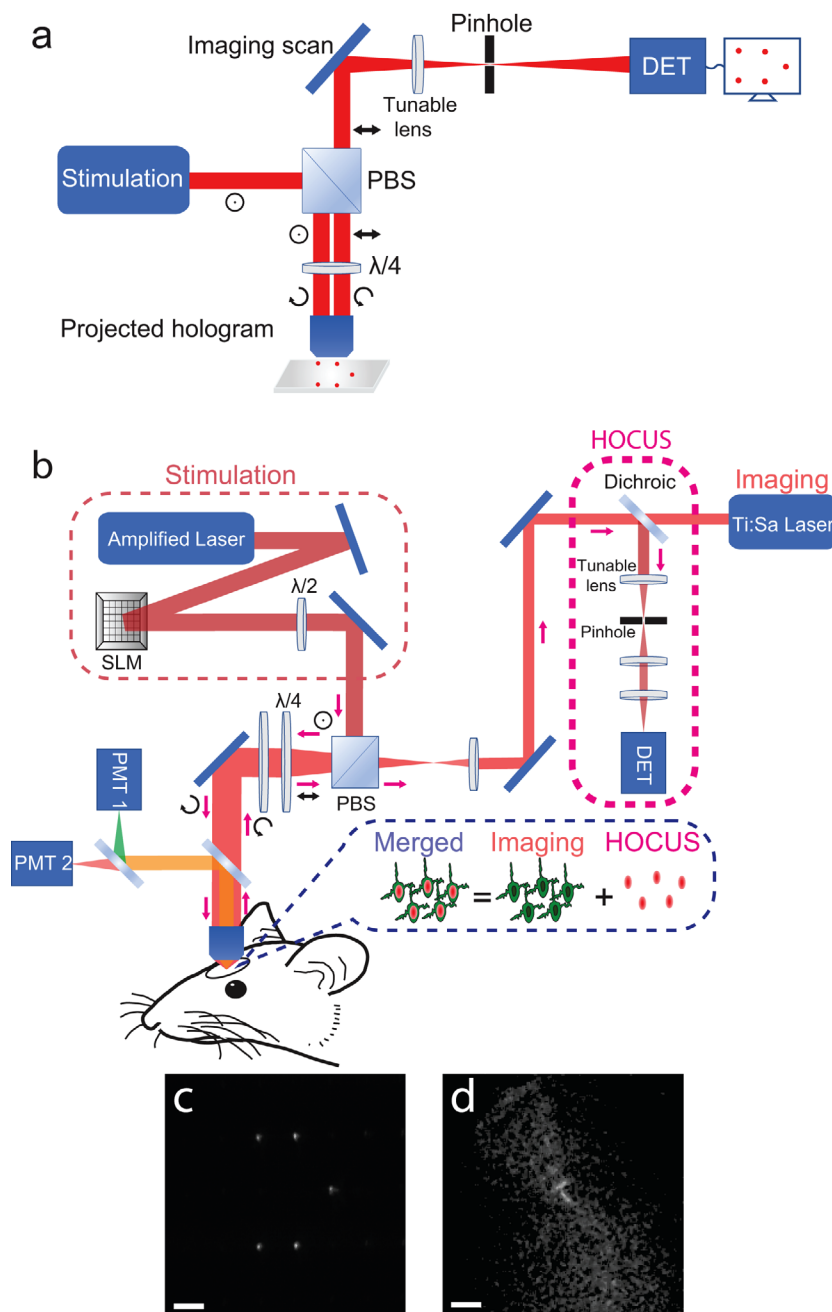 a
Imaging scan
Pinhole
DET
Tunable
lens
Stimulation
PBS
λ/4
Projected hologram
b
HOCUS
Stimulation
Dichroic
Imaging
Amplified Laser
Ti:Sa Laser
Tunable
lens
λ/2
Pinhole
SLM
λ/4
DET
PMT 1
PBS
PMT 2
Merged
Imaging
HOCUS
=
+
c
d